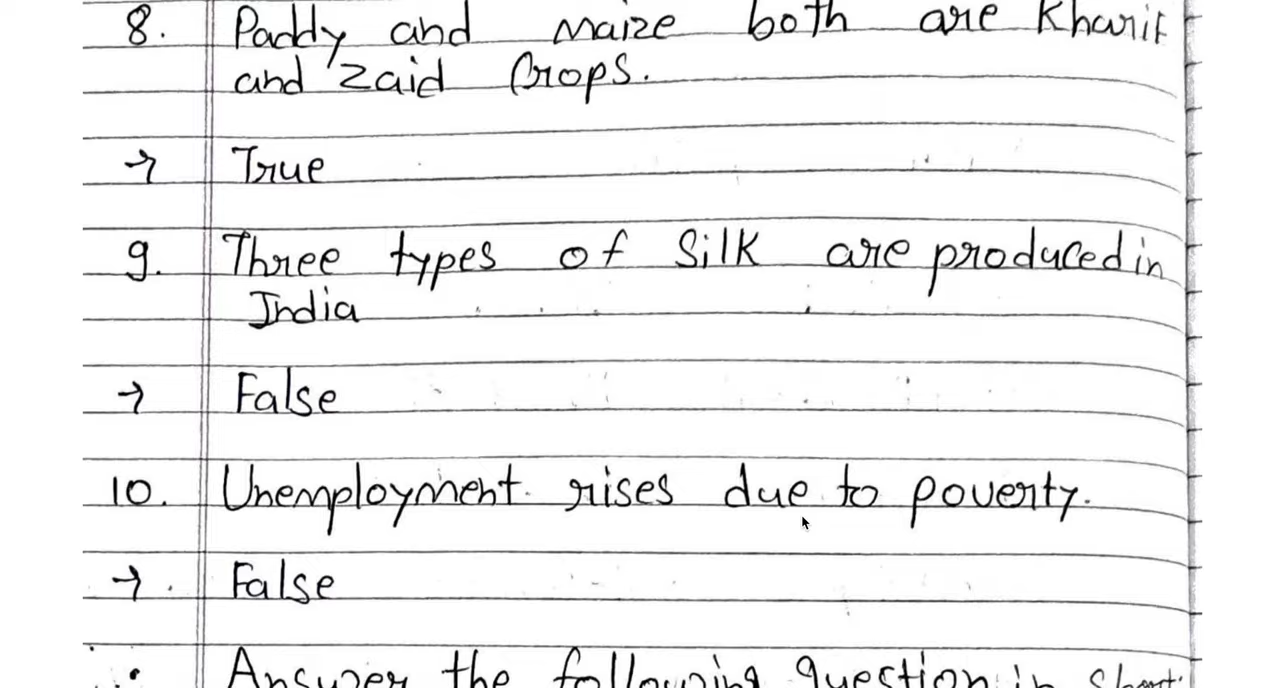 8. Paddy and maize both are Kharif
and zaid Crops.
→ True
9. Three types of Silk are produced in
India
→ False
10. Unemployment rises due to poverty.
→ False
Answer the following question in short.